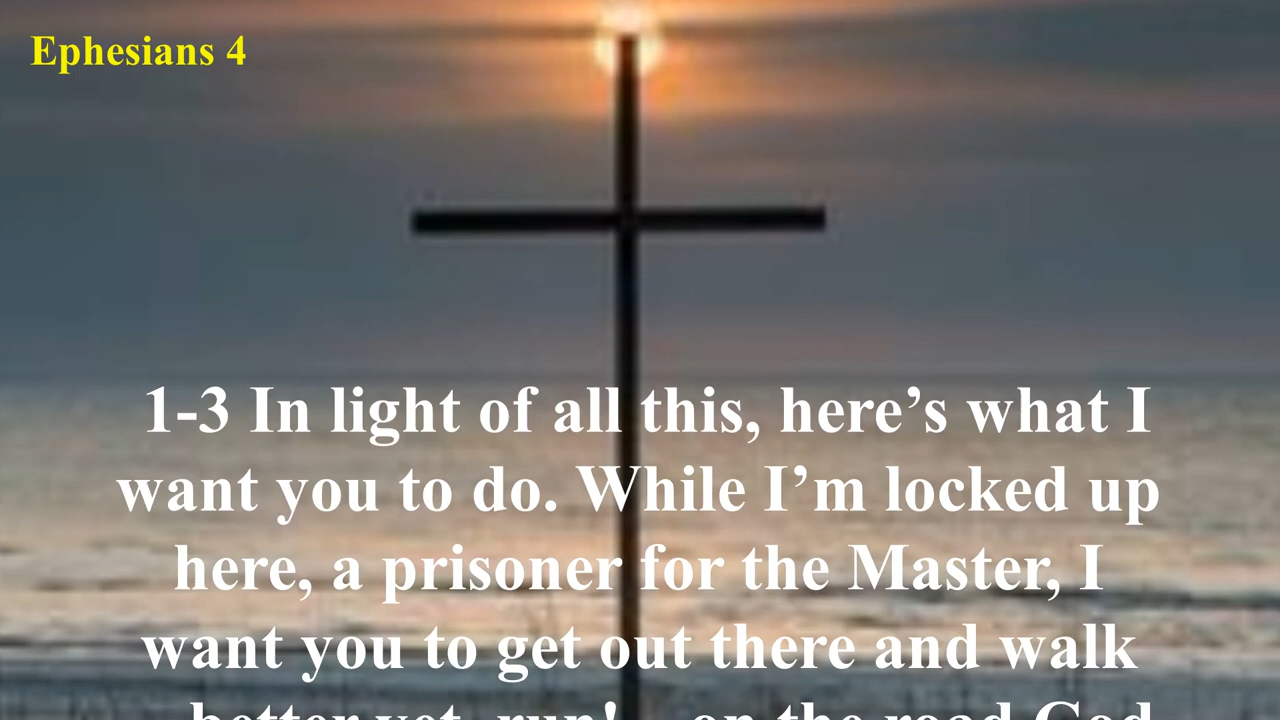 Ephesians 4
1-3 In light of all this, here’s what I
want you to do. While I’m locked up
here, a prisoner for the Master, I
want you to get out there and walk
better yet, run! on the road God